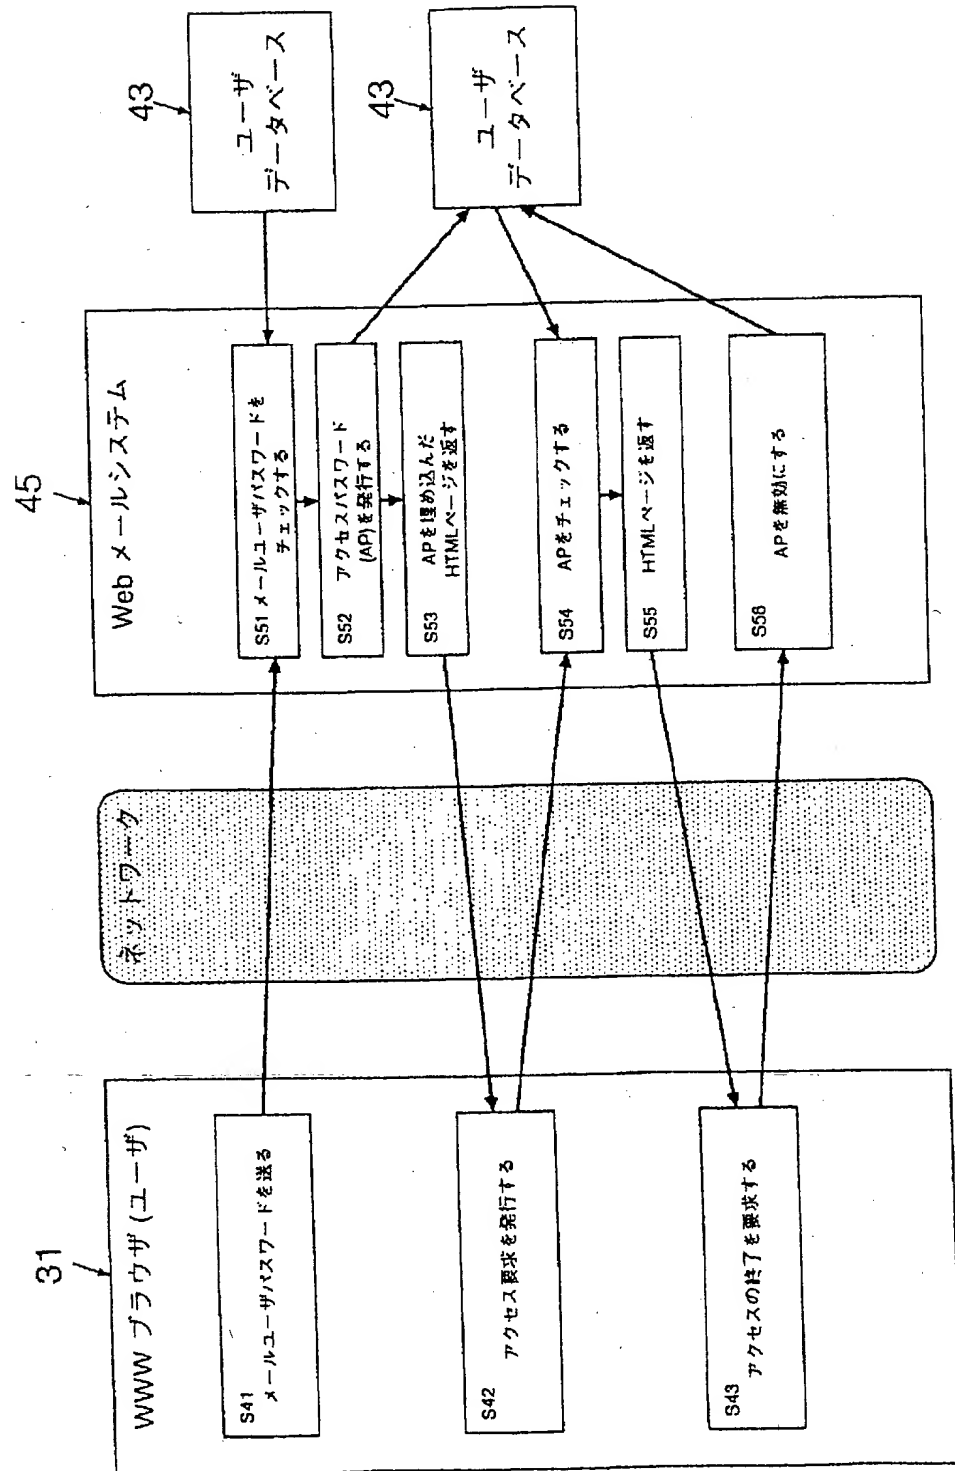 31
WWW ブラウザ (ユーザ)
S41
メールユーザパスワードを送る
S42
アクセス要求を発行する
S43
アクセスの終了を要求する
ネットワーク
45
Web メールシステム
S51 メールユーザパスワードを
チェックする
S52 アクセスパスワード
(AP)を発行する
S53 APを埋め込んだ
HTMLページを返す
S54 APをチェックする
S55 HTMLページを返す
S56 APを無効にする
43
ユーザ
データベース
43
ユーザ
データベース